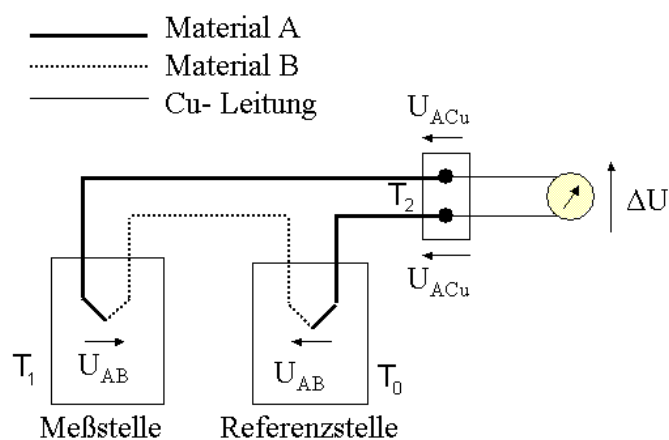 Material A
Material B
Cu- Leitung
U_ACu
T_2
ΔU
U_ACu
T_1
U_AB
U_AB
T_0
Meßstelle
Referenzstelle